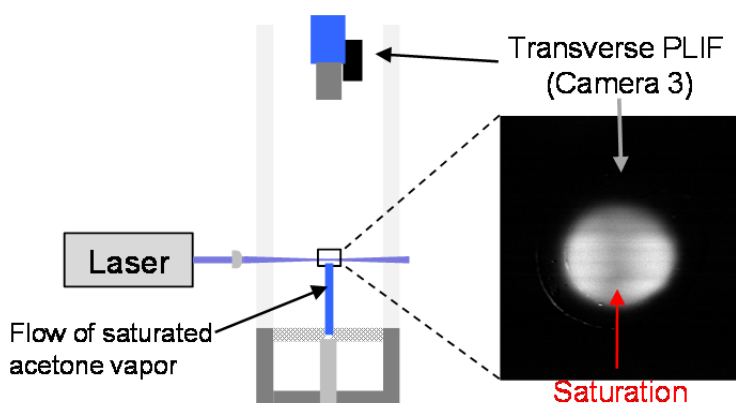 Transverse PLIF
(Camera 3)
Laser
Flow of saturated
acetone vapor
Saturation